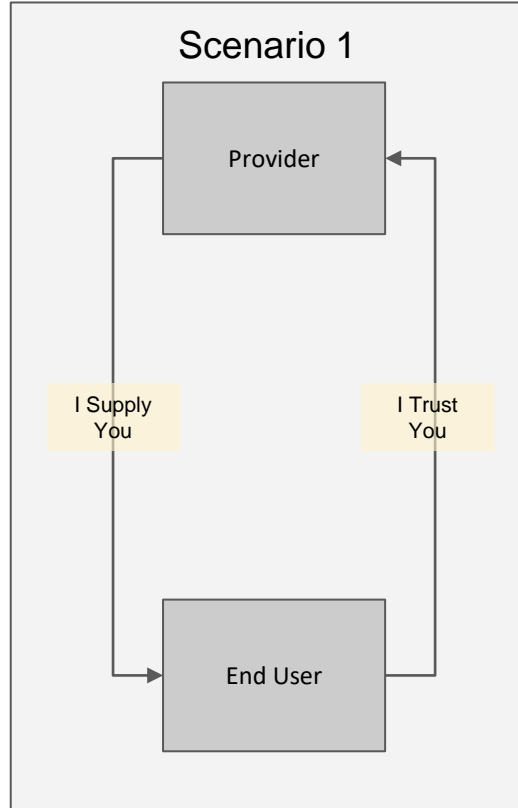 Scenario 1
Provider
I Supply
You
I Trust
You
End User